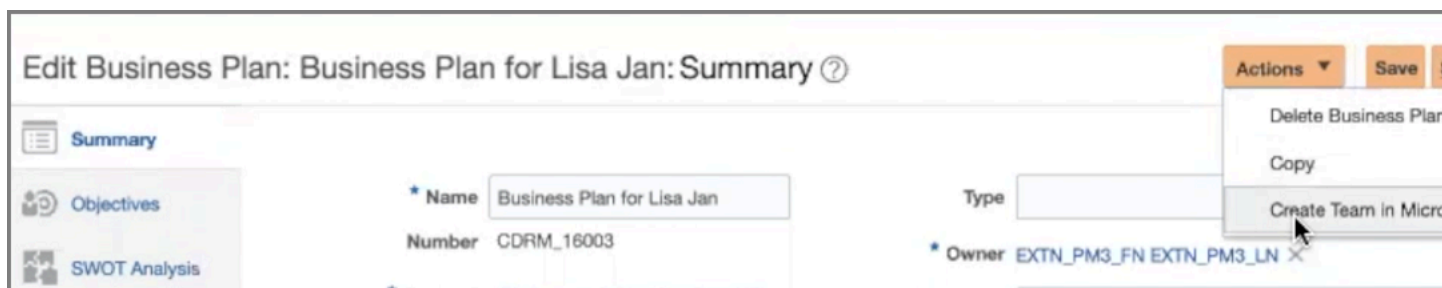 Edit Business Plan: Business Plan for Lisa Jan: Summary ?
Actions Save
Delete Business Plan
Summary
Copy
Objectives
* Name Business Plan for Lisa Jan
Type
Create Team in Micro
Number CDRM_16003
* Owner EXTN_PM3_FN EXTN_PM3_LN
SWOT Analysis